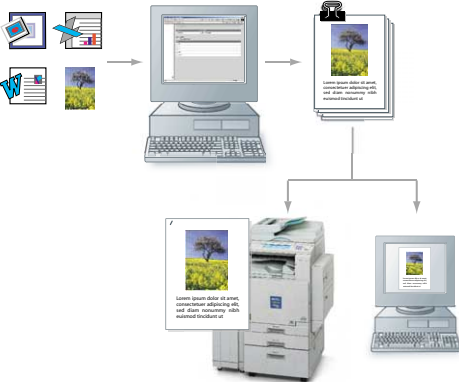 W
Lorem ipsum dolor sit amet,
consectetuer adipiscing elit,
sed diam nonummy nibh
euismod tincidunt ut
Lorem ipsum dolor sit amet,
consectetuer adipiscing elit,
sed diam nonummy nibh
euismod tincidunt ut